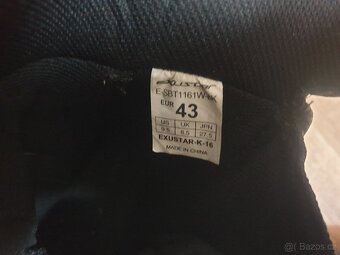 Exustar
E-SBT1161W-BK
EUR 43
US UK JPN
9.5 8.5 27.5
EXUSTAR-K-16
MADE IN CHINA
Bazoš.cz